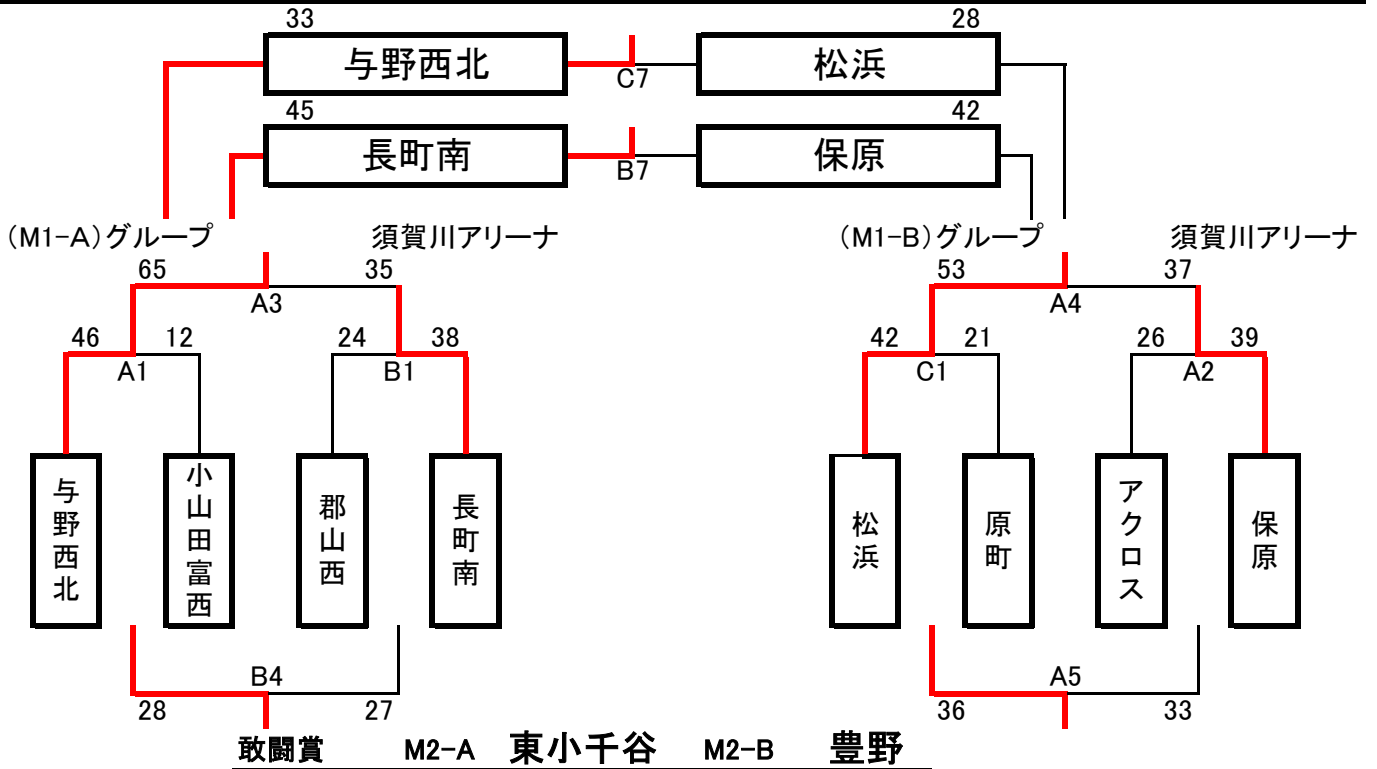 33 28
与野西北 C7 松浜
45 42
長町南 B7 保原
(M1-A)グループ 須賀川アリーナ (M1-B)グループ 須賀川アリーナ
65 35 53 37
A3 A4
46 12 24 38 42 21 26 39
A1 B1 C1 A2
与野西北
小山田富西
郡山西
長町南
松浜
原町
アクロス
保原
B4 A5
28 27 36 33
敢闘賞 M2-A 東小千谷 M2-B 豊野